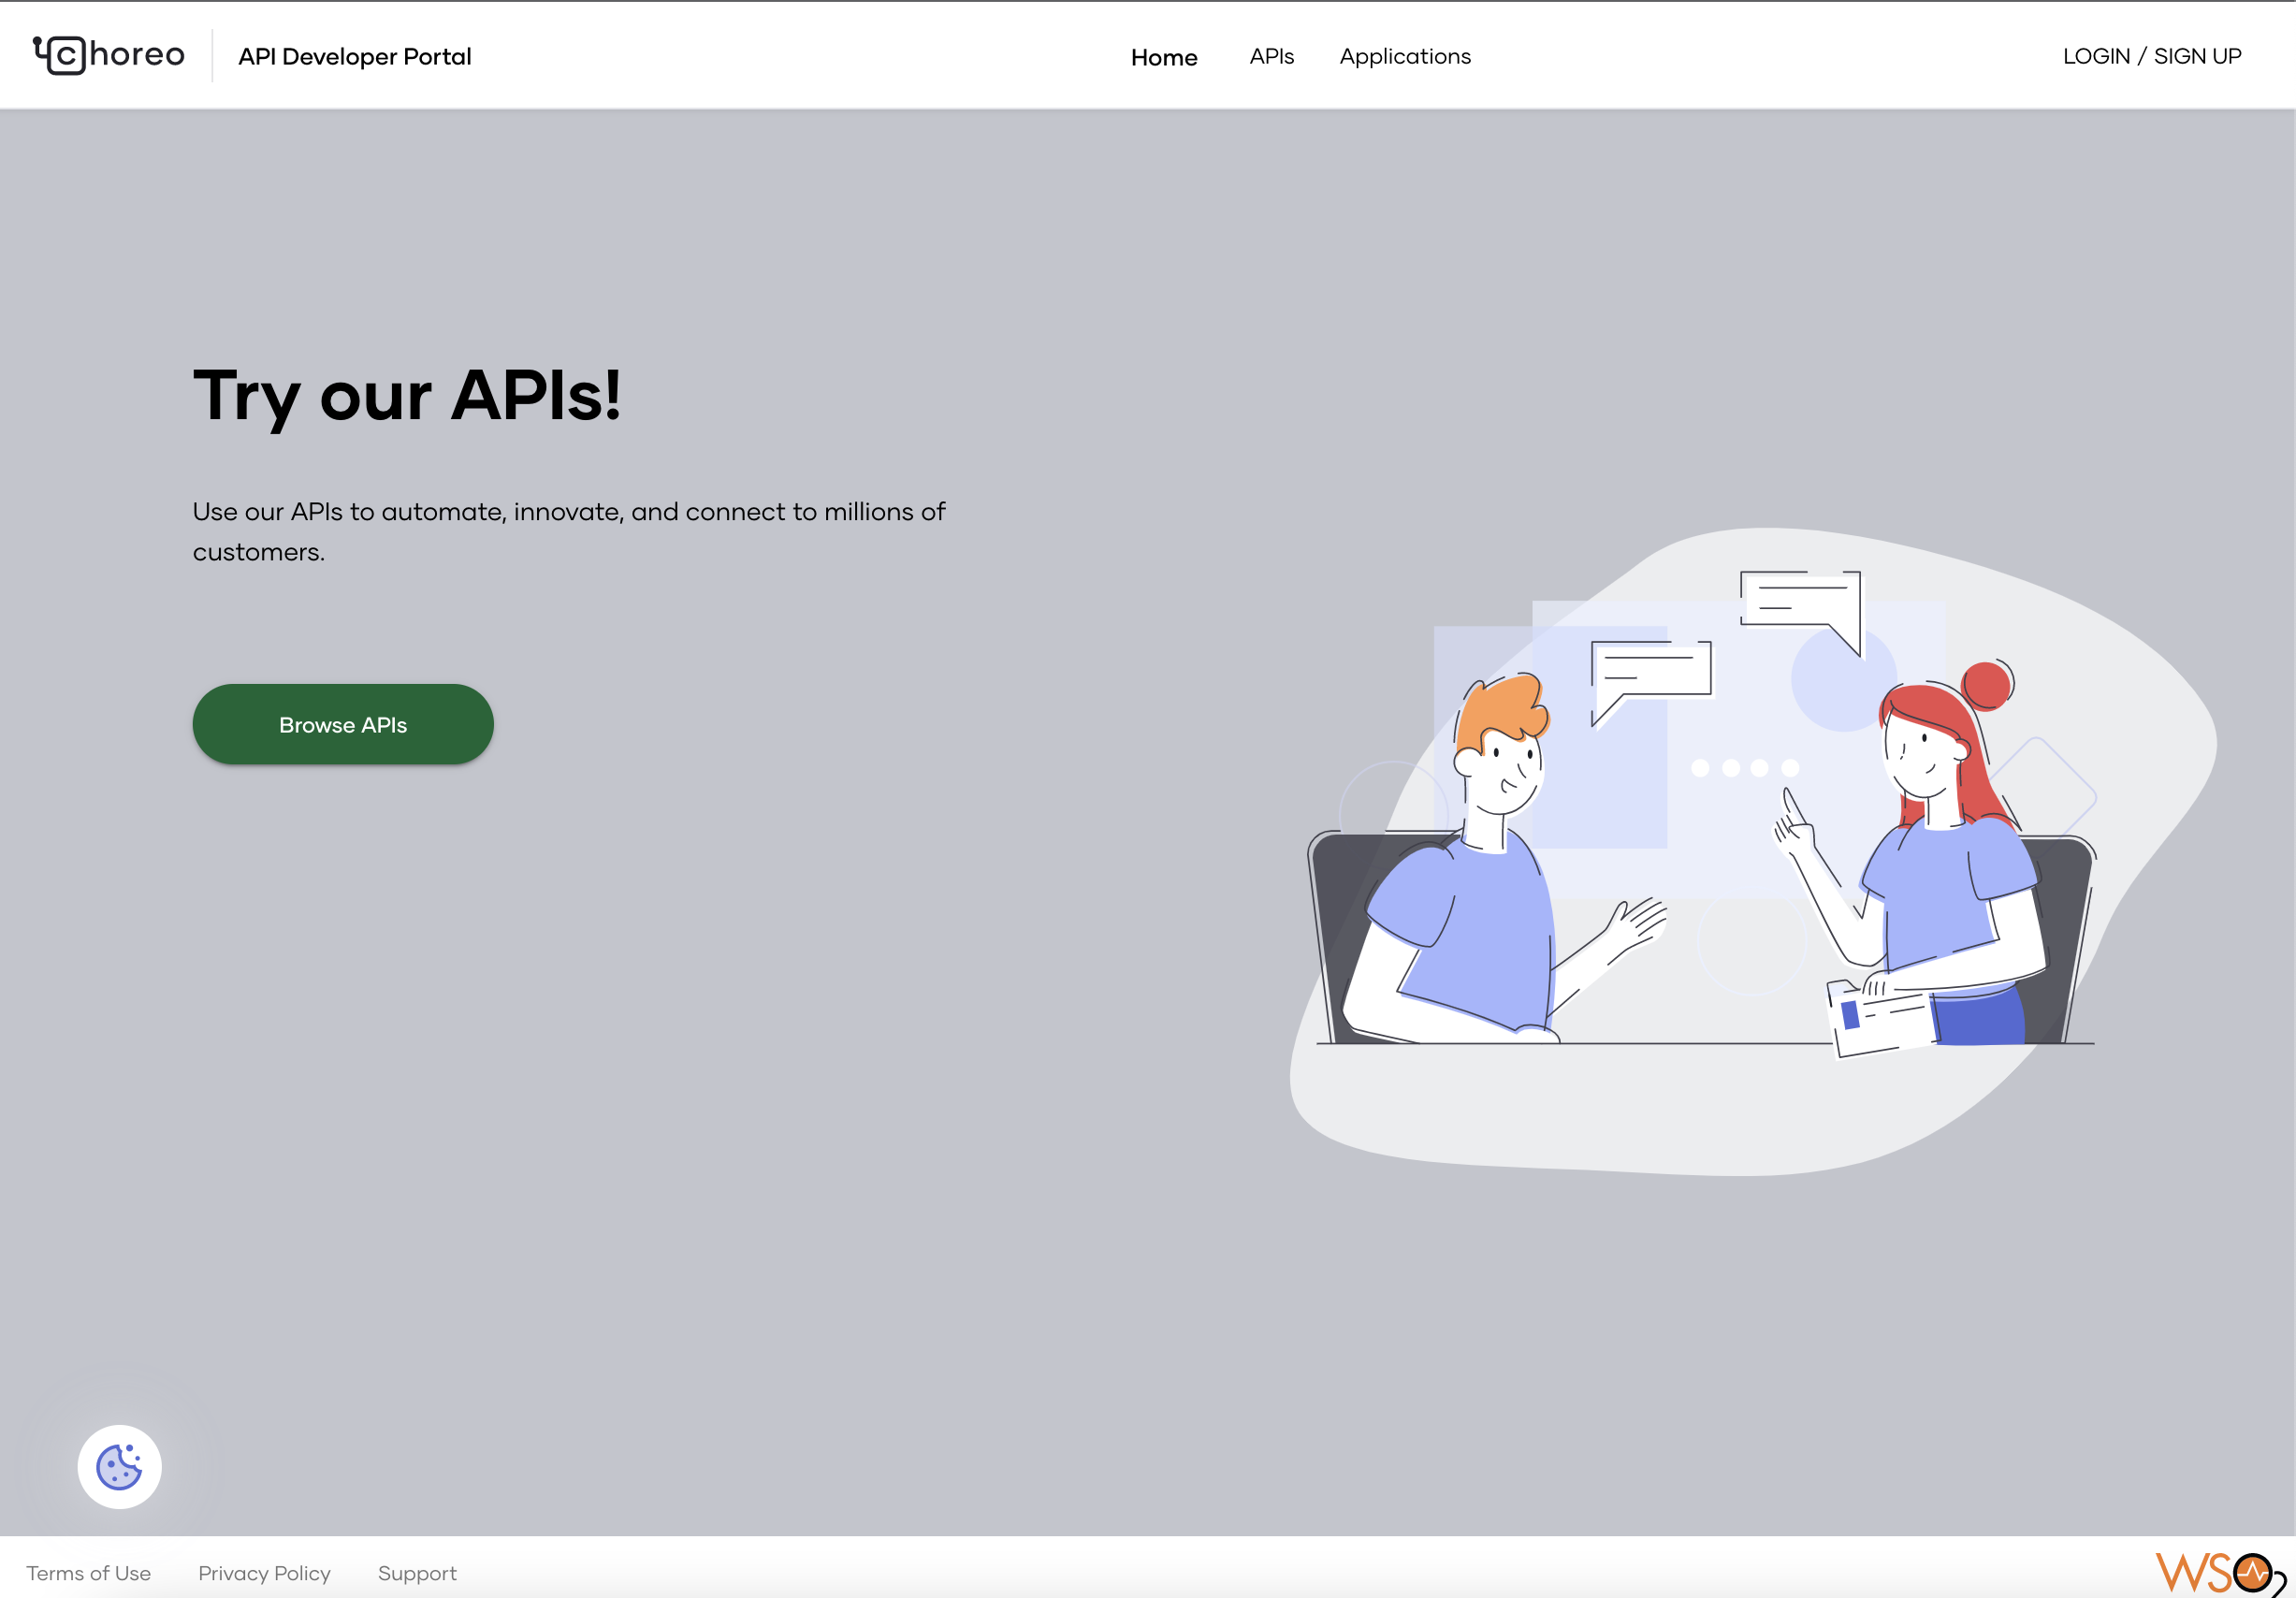 choreo
API Developer Portal
Home
APIs
Applications
LOGIN / SIGN UP
Try our APIs!
Use our APIs to automate, innovate, and connect to millions of
customers.
Browse APIs
Terms of Use
Privacy Policy
Support
WSO2